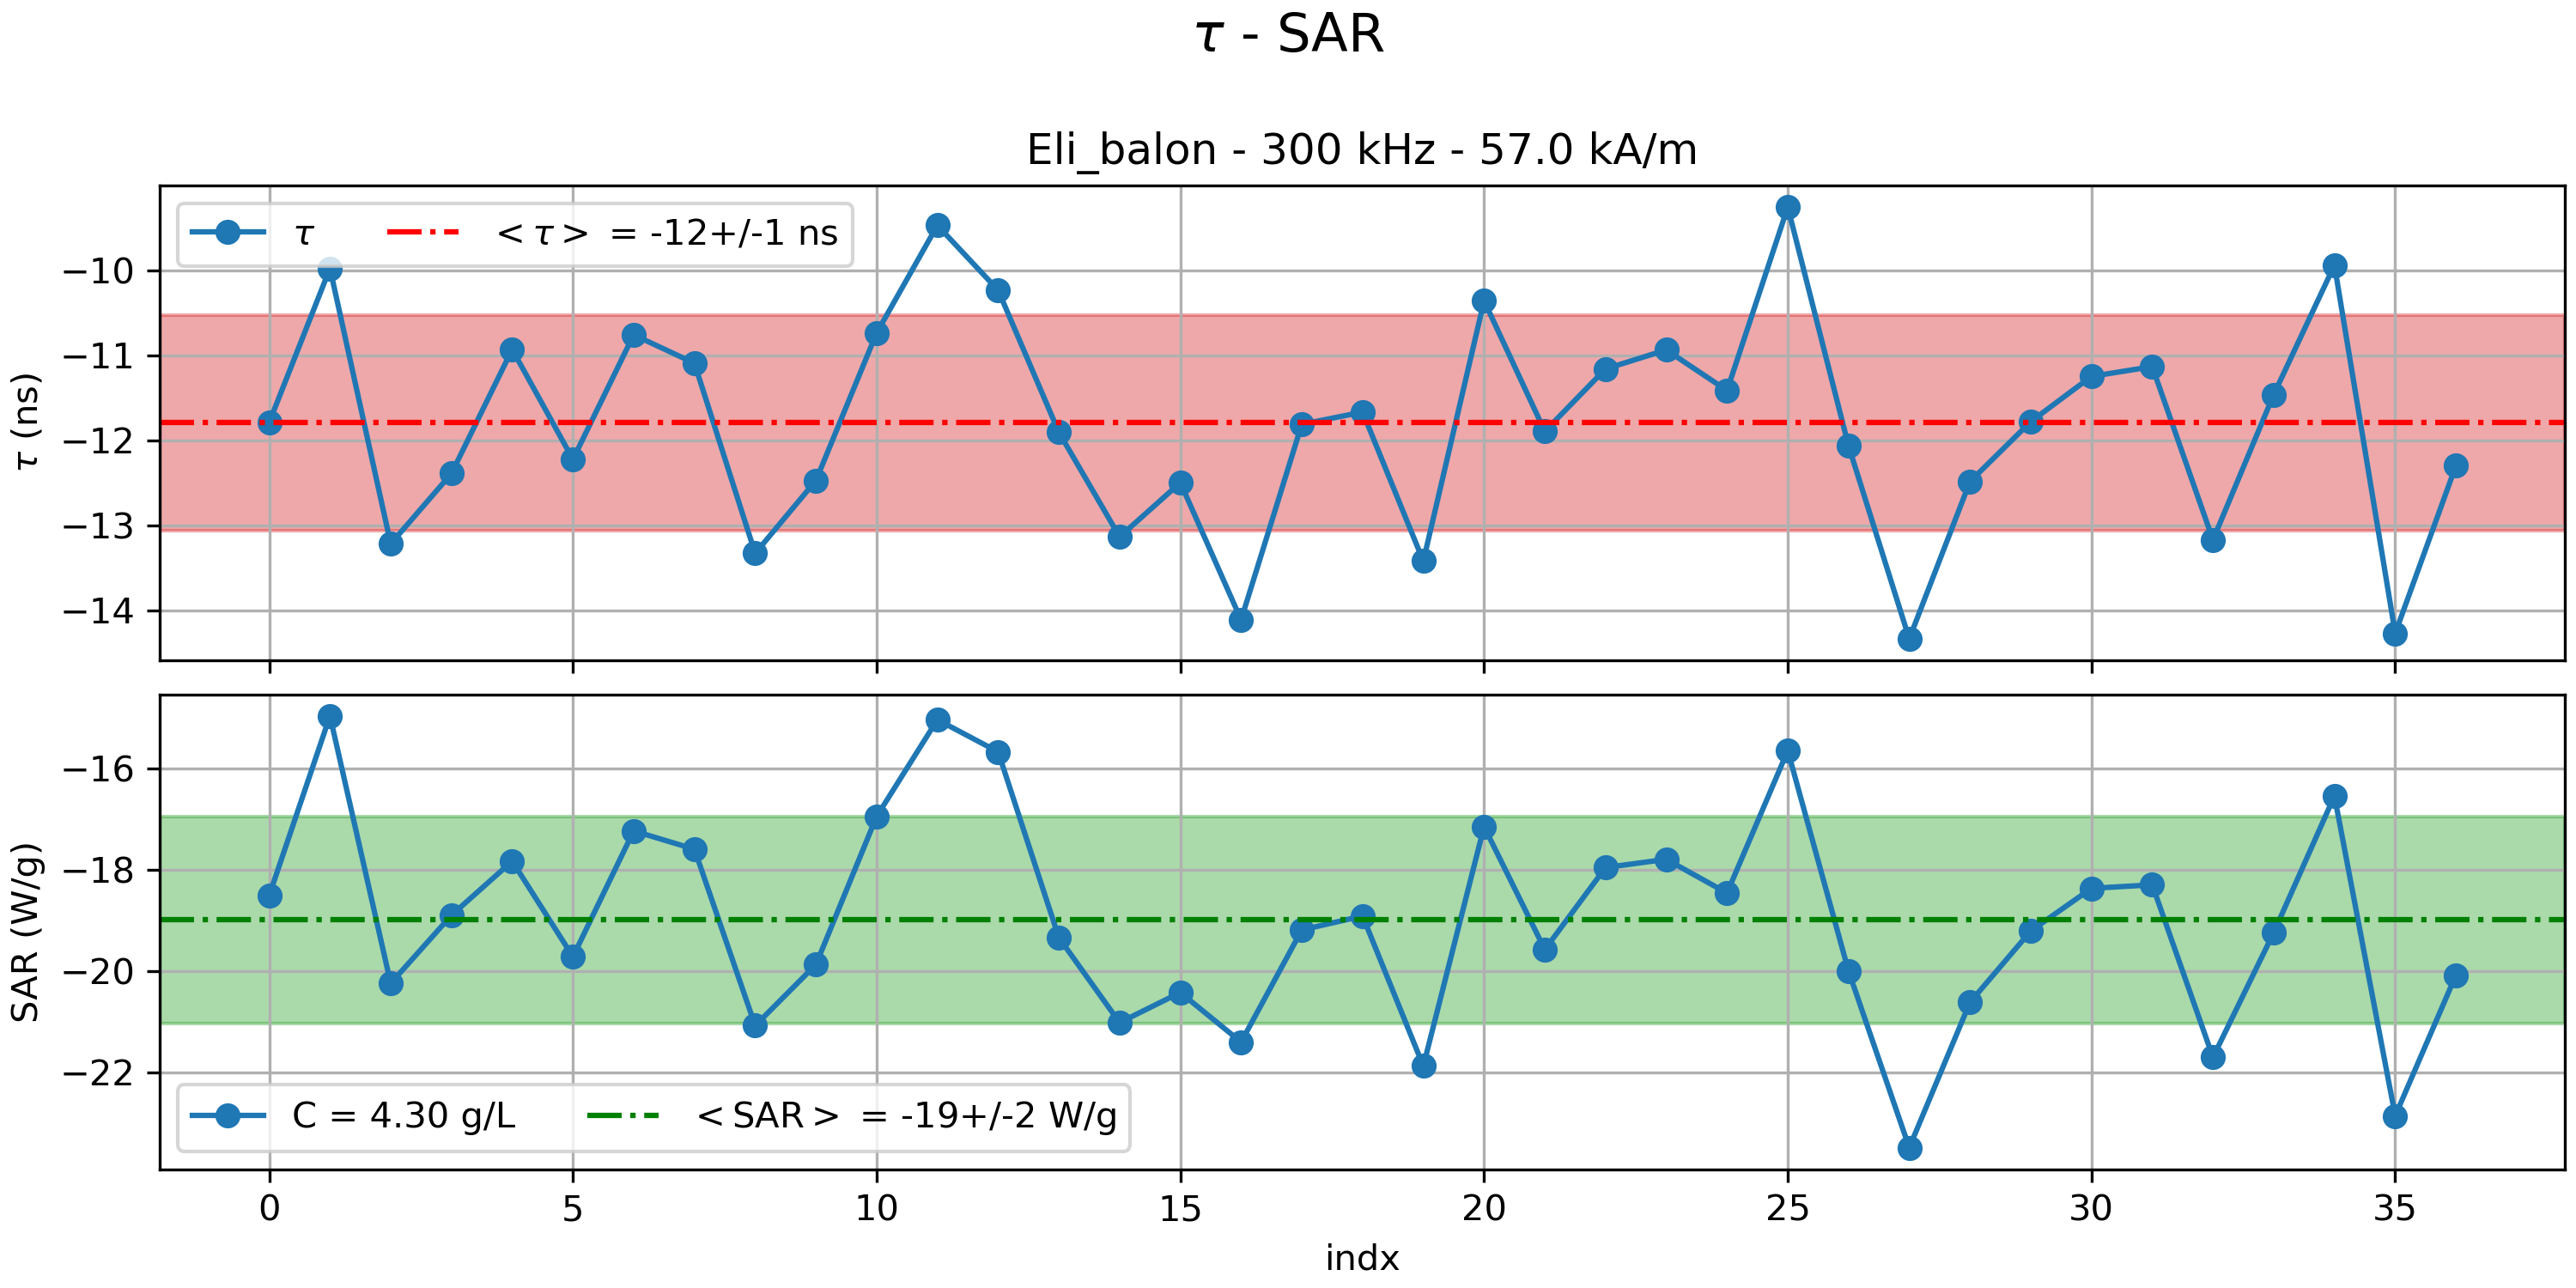 τ - SAR
Eli_balon - 300 kHz - 57.0 kA/m
τ <τ> = -12+/-1 ns
−10
−11
−12
−13
−14
τ (ns)
−16
−18
−20
−22
SAR (W/g)
C = 4.30 g/L <SAR> = -19+/-2 W/g
0 5 10 15 20 25 30 35
indx